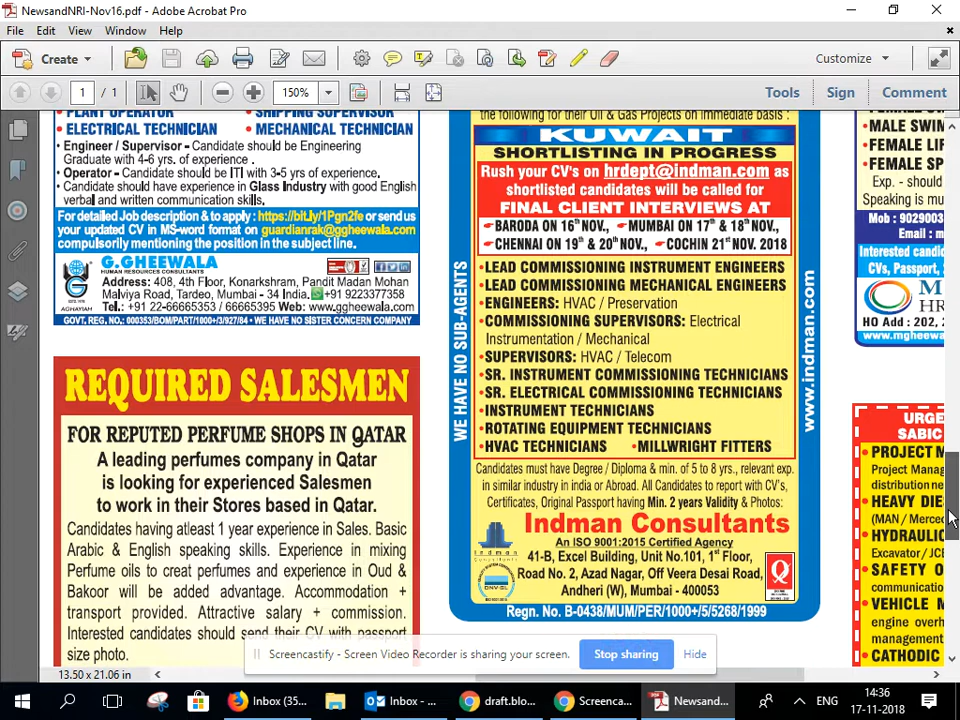 NewsandNRI-Nov16.pdf - Adobe Acrobat Pro
File Edit View Window Help
Create
Customize
1 / 1
150%
Tools Sign Comment
• PLANT OPERATOR • SHIPPING SUPERVISOR
• ELECTRICAL TECHNICIAN • MECHANICAL TECHNICIAN
• Engineer / Supervisor – Candidate should be Engineering
Graduate with 4-6 yrs. of experience .
• Operator – Candidate should be ITI with 3-5 yrs of experience.
• Candidate should have experience in Glass Industry with good English
verbal and written communication skills.
For detailed Job description & to apply : https://bit.ly/1Pgn2fe or send us
your updated CV in MS-word format on guardianrak@ggheewala.com
compulsorily mentioning the position in the subject line.
G.GHEEWALA
HUMAN RESOURCES CONSULTANTS
Address: 408, 4th Floor, Konarkshram, Pandit Madan Mohan
Malviya Road, Tardeo, Mumbai - 34 India. +91 9223377358
Tel.: +91 22-66665353 / 66665395 Web: www.ggheewala.com
AGHAYIAH
GOVT. REG, NO,: 000353/BOM/PART/1000+/3/927/84 • WE HAVE NO SISTER CONCERN COMPANY
REQUIRED SALESMEN
FOR REPUTED PERFUME SHOPS IN QATAR
A leading perfumes company in Qatar
is looking for experienced Salesmen
to work in their Stores based in Qatar.
Candidates having atleast 1 year experience in Sales. Basic
Arabic & English speaking skills. Experience in mixing
Perfume oils to creat perfumes and experience in Oud &
Bakoor will be added advantage. Accommodation +
transport provided. Attractive salary + commission.
Interested candidates should send their CV with passport
size photo.
the following for their Oil & Gas Projects on immediate basis :
KUWAIT
SHORTLISTING IN PROGRESS
Rush your CV's on hrdept@indman.com as
shortlisted candidates will be called for
FINAL CLIENT INTERVIEWS AT
BARODA ON 16th NOV., MUMBAI ON 17th & 18th NOV.,
CHENNAI ON 19th & 20th NOV., COCHIN 21st NOV. 2018
• LEAD COMMISSIONING INSTRUMENT ENGINEERS
• LEAD COMMISSIONING MECHANICAL ENGINEERS
• ENGINEERS: HVAC / Preservation
• COMMISSIONING SUPERVISORS: Electrical
Instrumentation / Mechanical
• SUPERVISORS: HVAC / Telecom
• SR. INSTRUMENT COMMISSIONING TECHNICIANS
• SR. ELECTRICAL COMMISSIONING TECHNICIANS
• INSTRUMENT TECHNICIANS
• ROTATING EQUIPMENT TECHNICIANS
• HVAC TECHNICIANS • MILLWRIGHT FITTERS
WE HAVE NO SUB-AGENTS
www.indman.com
Candidates must have Degree / Diploma & min. of 5 to 8 yrs., relevant exp.
in similar industry in india or Abroad. All Candidates to report with CV's,
Certificates, Original Passport having Min. 2 years Validity & Photos:
Indman Consultants
An ISO 9001:2015 Certified Agency
41-B, Excel Building, Unit No.101, 1st Floor,
Road No. 2, Azad Nagar, Off Veera Desai Road,
Andheri (W), Mumbai - 400053
Indman
Consultants
DNV-GL
Q
Regn. No. B-0438/MUM/PER/1000+/5/5268/1999
• MALE SWIM
• FEMALE LIF
• FEMALE SP
Exp. - should
Speaking is mu
Mob : 9029003
Email : m
Interested candi
CVs, Passport,
M
HR
HO Add : 202, 2
www.mgheew
URGE
SABIC
• PROJECT M
Project Manag
distribution ne
• HEAVY DIE
(MAN / Merce
• HYDRAULIC
Excavator / JCB
• SAFETY O
communication
• VEHICLE M
engine overh
management
• CATHODIC
Screencastify - Screen Video Recorder is sharing your screen.
Stop sharing
Hide
13.50 x 21.06 in
Inbox (35...
Inbox - ...
draft.blo...
Screenca...
Newsand...
ENG
14:36
17-11-2018